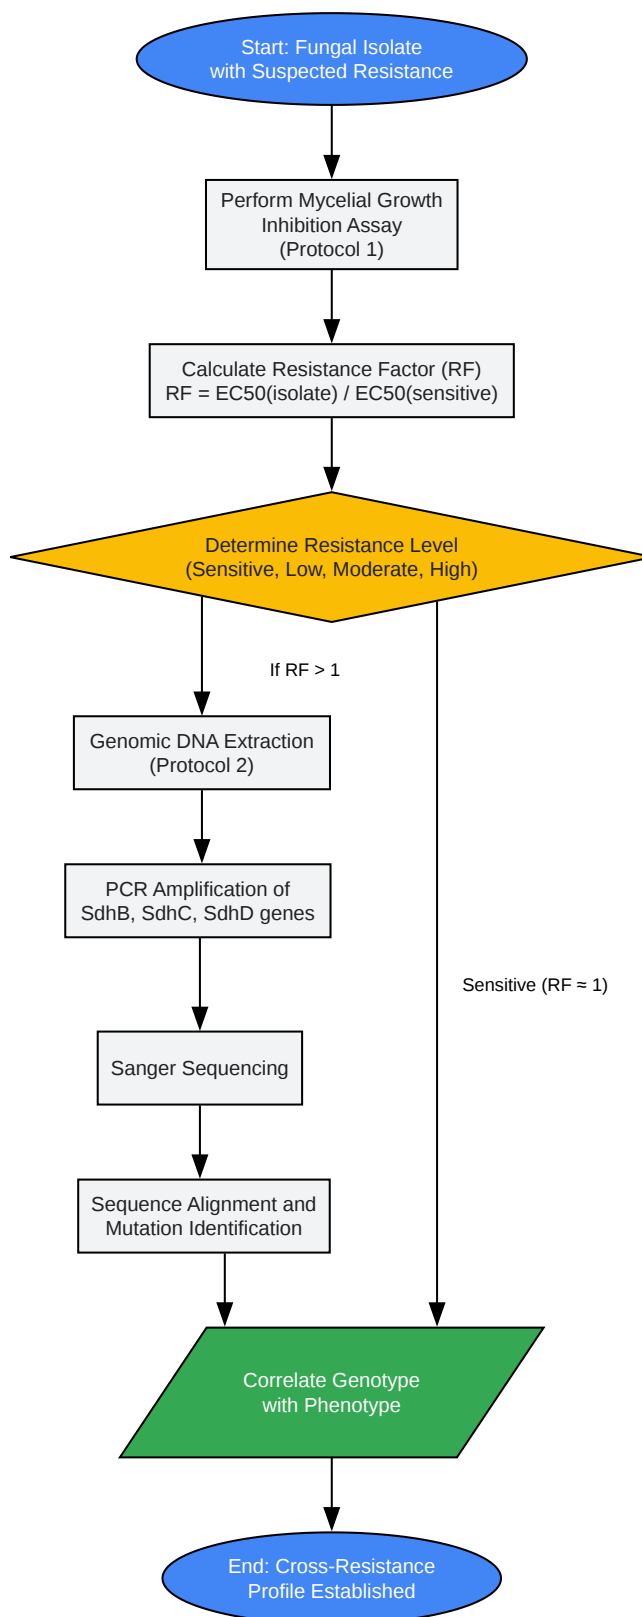 Start: Fungal Isolate
with Suspected Resistance
Perform Mycelial Growth
Inhibition Assay
(Protocol 1)
Calculate Resistance Factor (RF)
RF = EC50(isolate) / EC50(sensitive)
Determine Resistance Level
(Sensitive, Low, Moderate, High)
If RF > 1
Genomic DNA Extraction
(Protocol 2)
PCR Amplification of
SdhB, SdhC, SdhD genes
Sensitive (RF ≈ 1)
Sanger Sequencing
Sequence Alignment and
Mutation Identification
Correlate Genotype
with Phenotype
End: Cross-Resistance
Profile Established